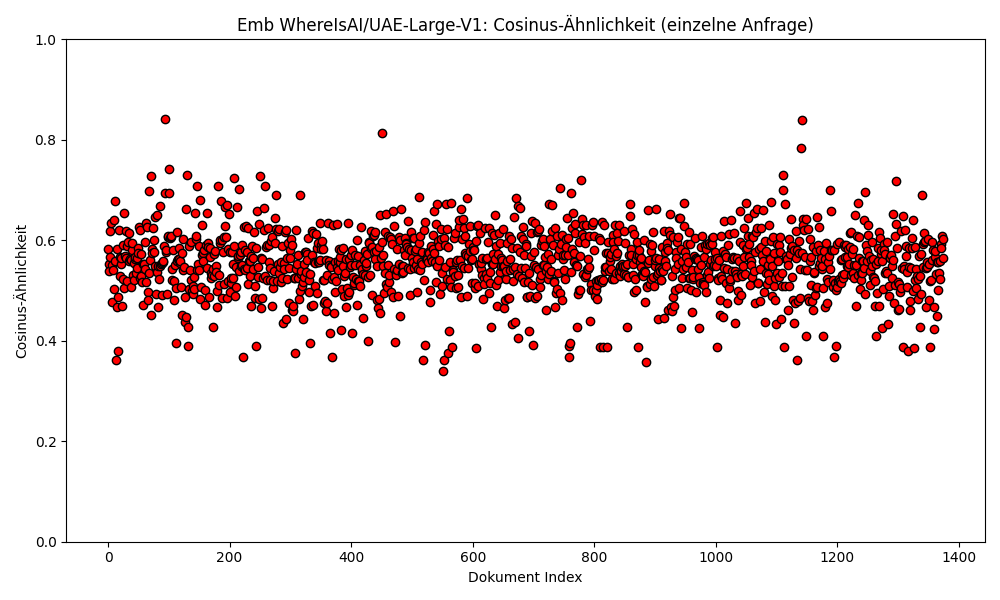 Emb WhereIsAI/UAE-Large-V1: Cosinus-Ähnlichkeit (einzelne Anfrage)
Cosinus-Ähnlichkeit
1.0
0.8
0.6
0.4
0.2
0.0
0 200 400 600 800 1000 1200 1400
Dokument Index